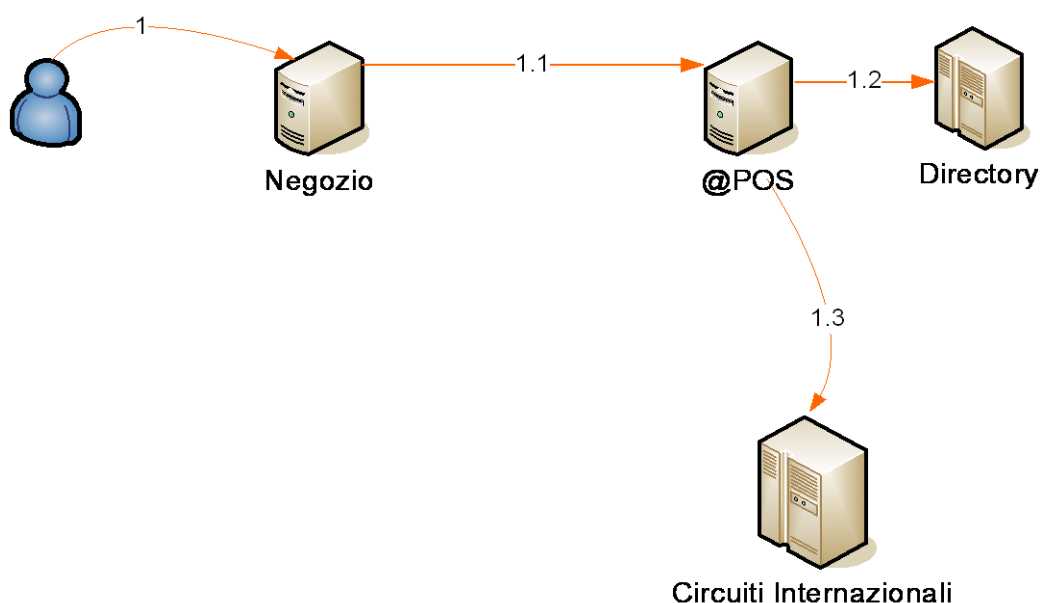 1
1.1
1.2
Negozio
@POS
Directory
1.3
Circuiti Internazionali